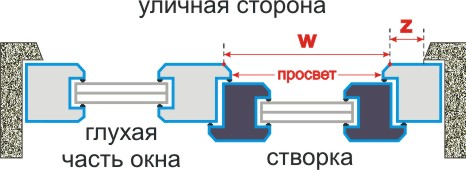 уличная сторона
W
z
просвет
глухая
часть окна
створка